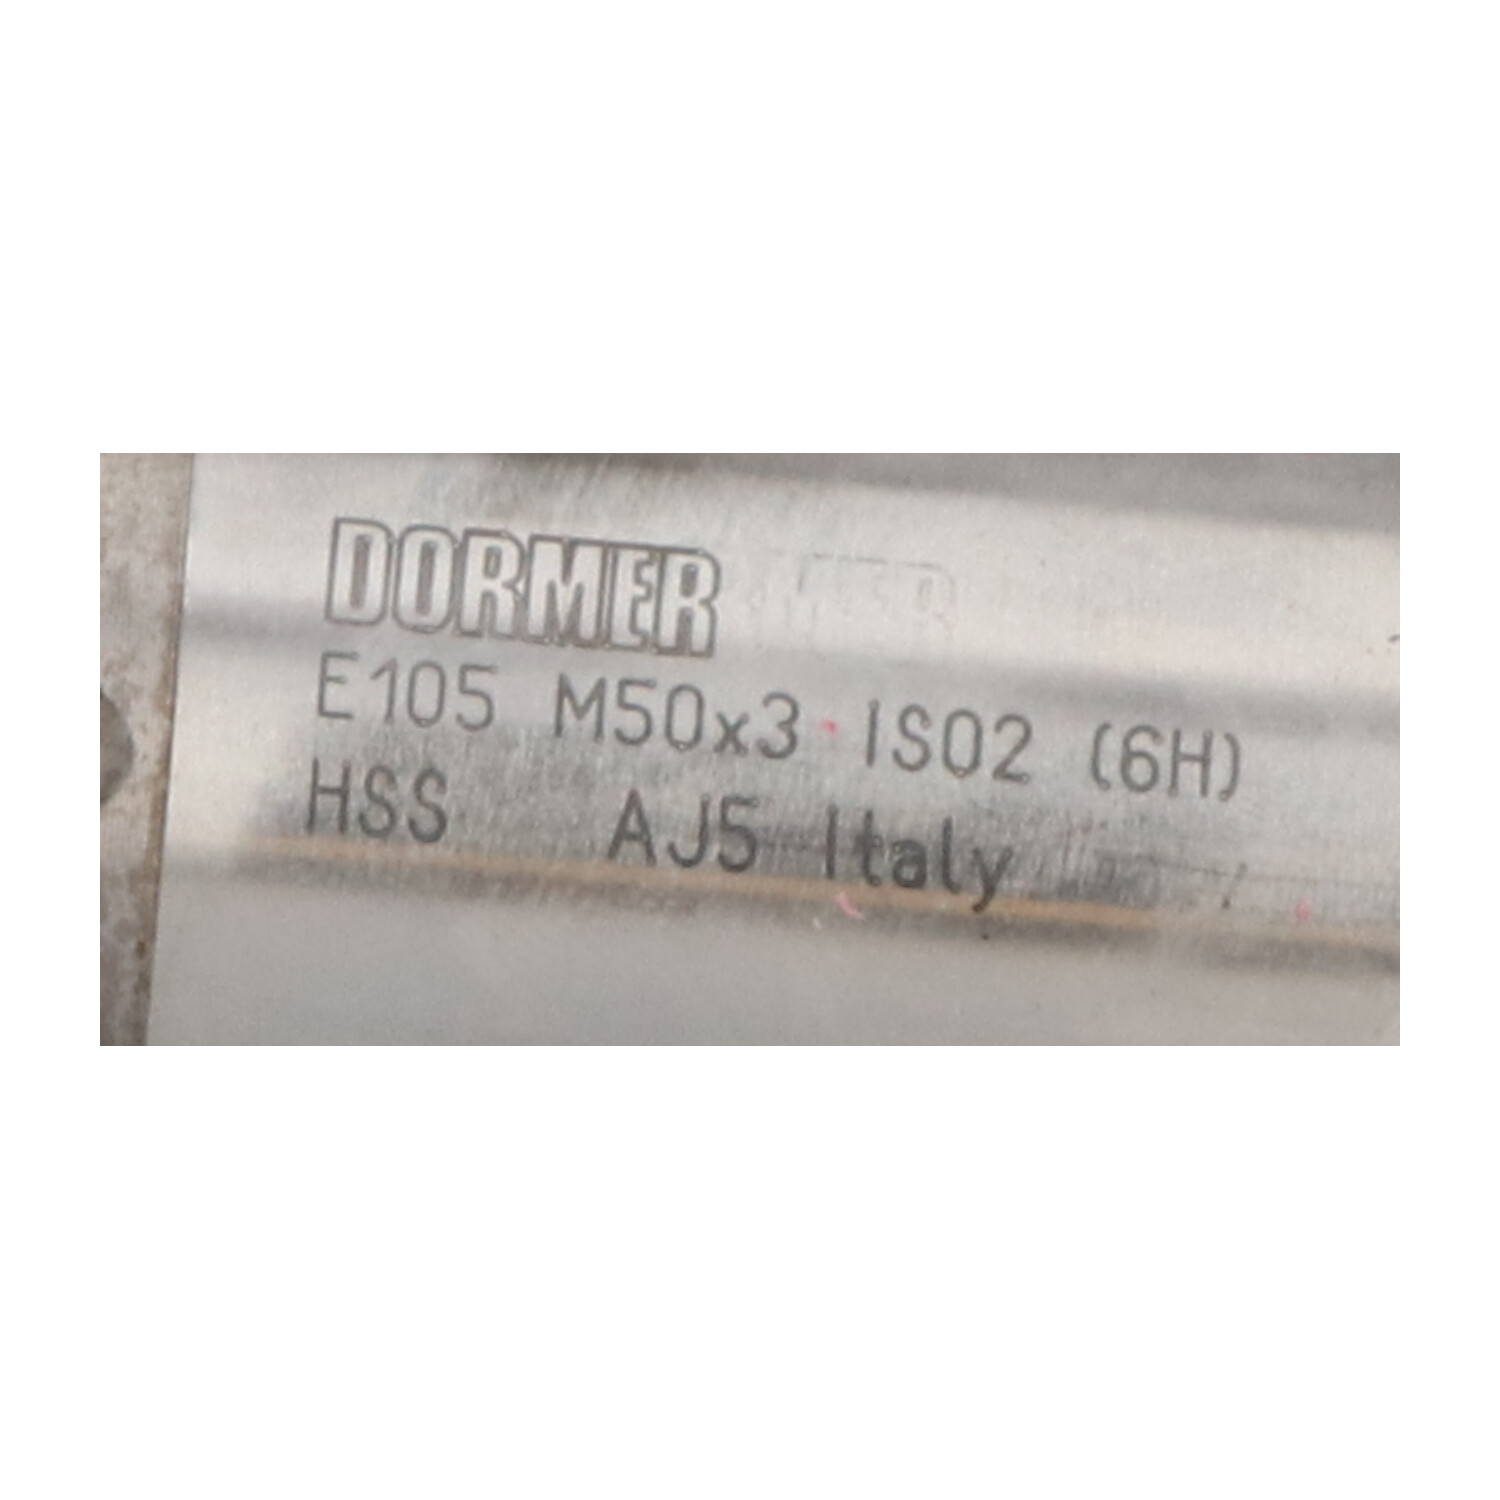 DORMER
E105 M50x3 ISO2 (6H)
HSS AJ5 Italy